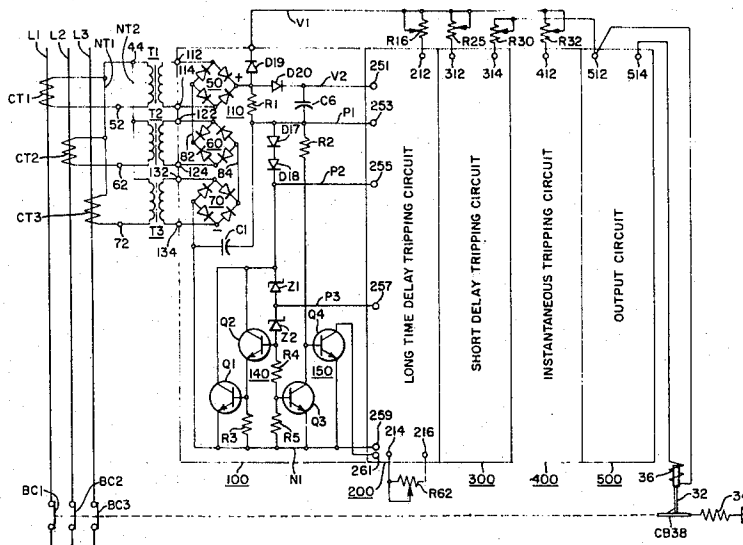 L1 L2 L3
NT1 NT2
V1
R16 R25 R30 R32
44 T1 112 114
D19
50 +
D20 V2 251
212 312 314 412 512 514
CT1
110 R1 C6
P1 253
52 T2 122
60 D17
R2
CT2
82 84
D18
P2 255
62 132 124
70
CT3
72 T3 134
- C1
LONG TIME DELAY TRIPPING CIRCUIT
SHORT DELAY TRIPPING CIRCUIT
INSTANTANEOUS TRIPPING CIRCUIT
OUTPUT CIRCUIT
Z1 P3 257
Q2 Z2 Q4
140 R4 150
Q1
Q3
R3 R5
259 214 216
261
100 N1 200 300 400 500
R62
36
32
34
BC1 BC2 BC3
CB38